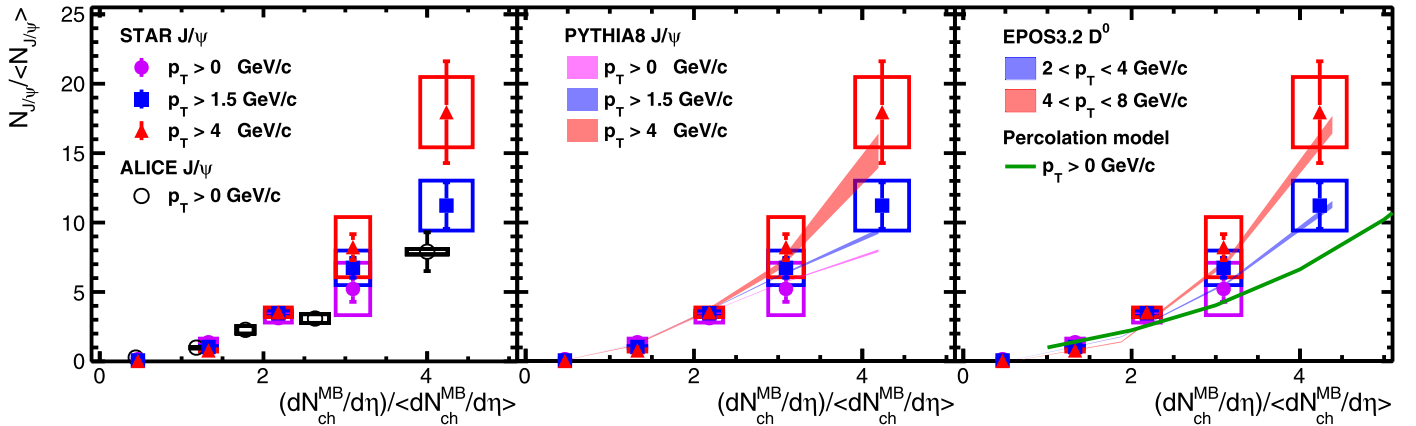 N_J/ψ/<N_J/ψ>
25
20
15
10
5
0
STAR J/ψ
p_T > 0 GeV/c
p_T > 1.5 GeV/c
p_T > 4 GeV/c
ALICE J/ψ
p_T > 0 GeV/c
0 2 4
(dN_ch^MB/dη)/<dN_ch^MB/dη>
PYTHIA8 J/ψ
p_T > 0 GeV/c
p_T > 1.5 GeV/c
p_T > 4 GeV/c
0 2 4
(dN_ch^MB/dη)/<dN_ch^MB/dη>
EPOS3.2 D^0
2 < p_T < 4 GeV/c
4 < p_T < 8 GeV/c
Percolation model
p_T > 0 GeV/c
0 2 4
(dN_ch^MB/dη)/<dN_ch^MB/dη>